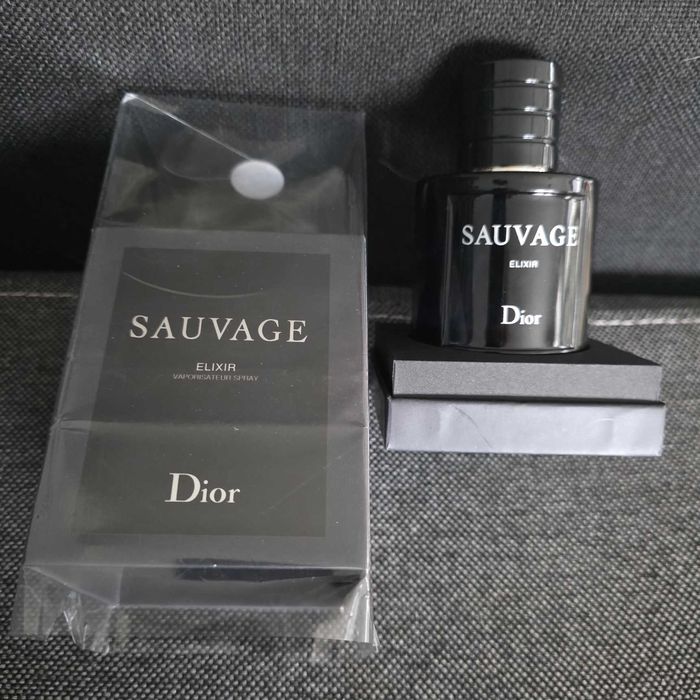 SAUVAGE
ELIXIR
VAPORISATEUR SPRAY
Dior
SAUVAGE
ELIXIR
Dior